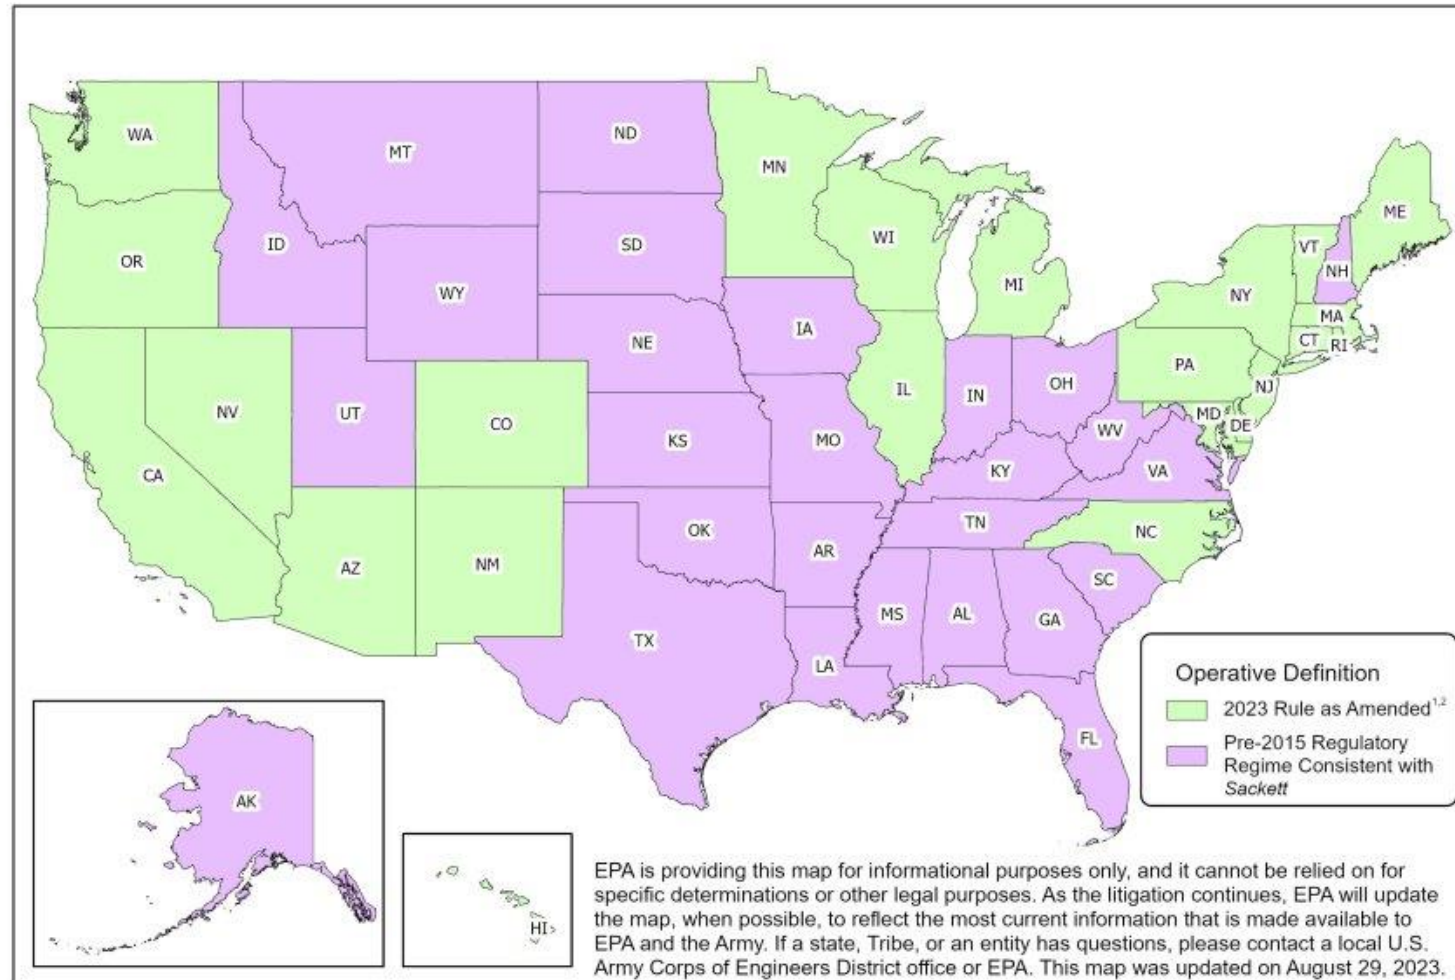 WA
MT
ND
MN
ME
OR
ID
SD
WI
VT
NH
WY
MI
NY
MA
IA
CT
RI
NE
PA
NV
UT
CO
IL
IN
OH
NJ
MD
DE
CA
KS
MO
WV
VA
KY
OK
TN
NC
AZ
NM
AR
SC
MS
AL
GA
TX
LA
FL
AK
HI
Operative Definition
2023 Rule as Amended1,2
Pre-2015 Regulatory
Regime Consistent with
Sackett
EPA is providing this map for informational purposes only, and it cannot be relied on for
specific determinations or other legal purposes. As the litigation continues, EPA will update
the map, when possible, to reflect the most current information that is made available to
EPA and the Army. If a state, Tribe, or an entity has questions, please contact a local U.S.
Army Corps of Engineers District office or EPA. This map was updated on August 29, 2023.